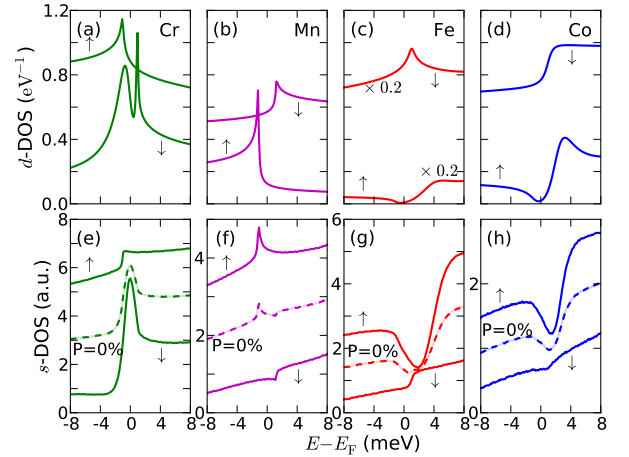 (a) Cr
(b) Mn
(c) Fe
(d) Co
↑
↓
↑
↓
× 0.2
↓
↑
× 0.2
↓
↑
1.2
0.8
0.4
0.0
d-DOS (eV⁻¹)
(e)
(f)
(g)
(h)
↑
P=0%
↓
↑
↓
↑
P=0%
↓
↑
P=0%
↓
8
6
4
2
0
s-DOS (a.u.)
4
2
0
6
4
2
0
2
0
-8 -4 0 4 8
-8 -4 0 4 8
-8 -4 0 4 8
-8 -4 0 4 8
E−E_F (meV)